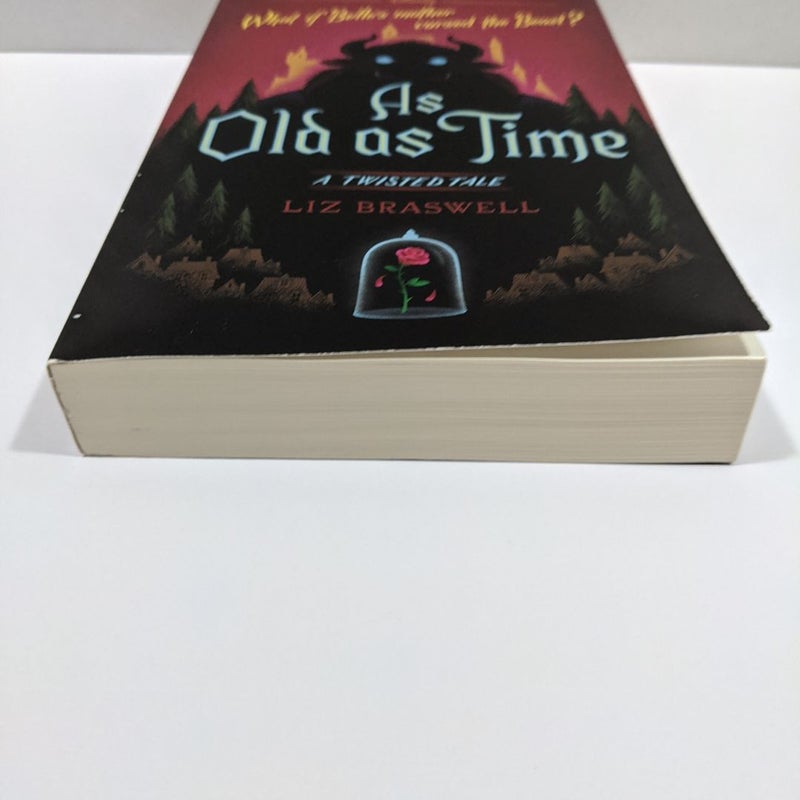 What if Belle's mother
cursed the Beast?
As
Old as Time
A TWISTED TALE
LIZ BRASWELL